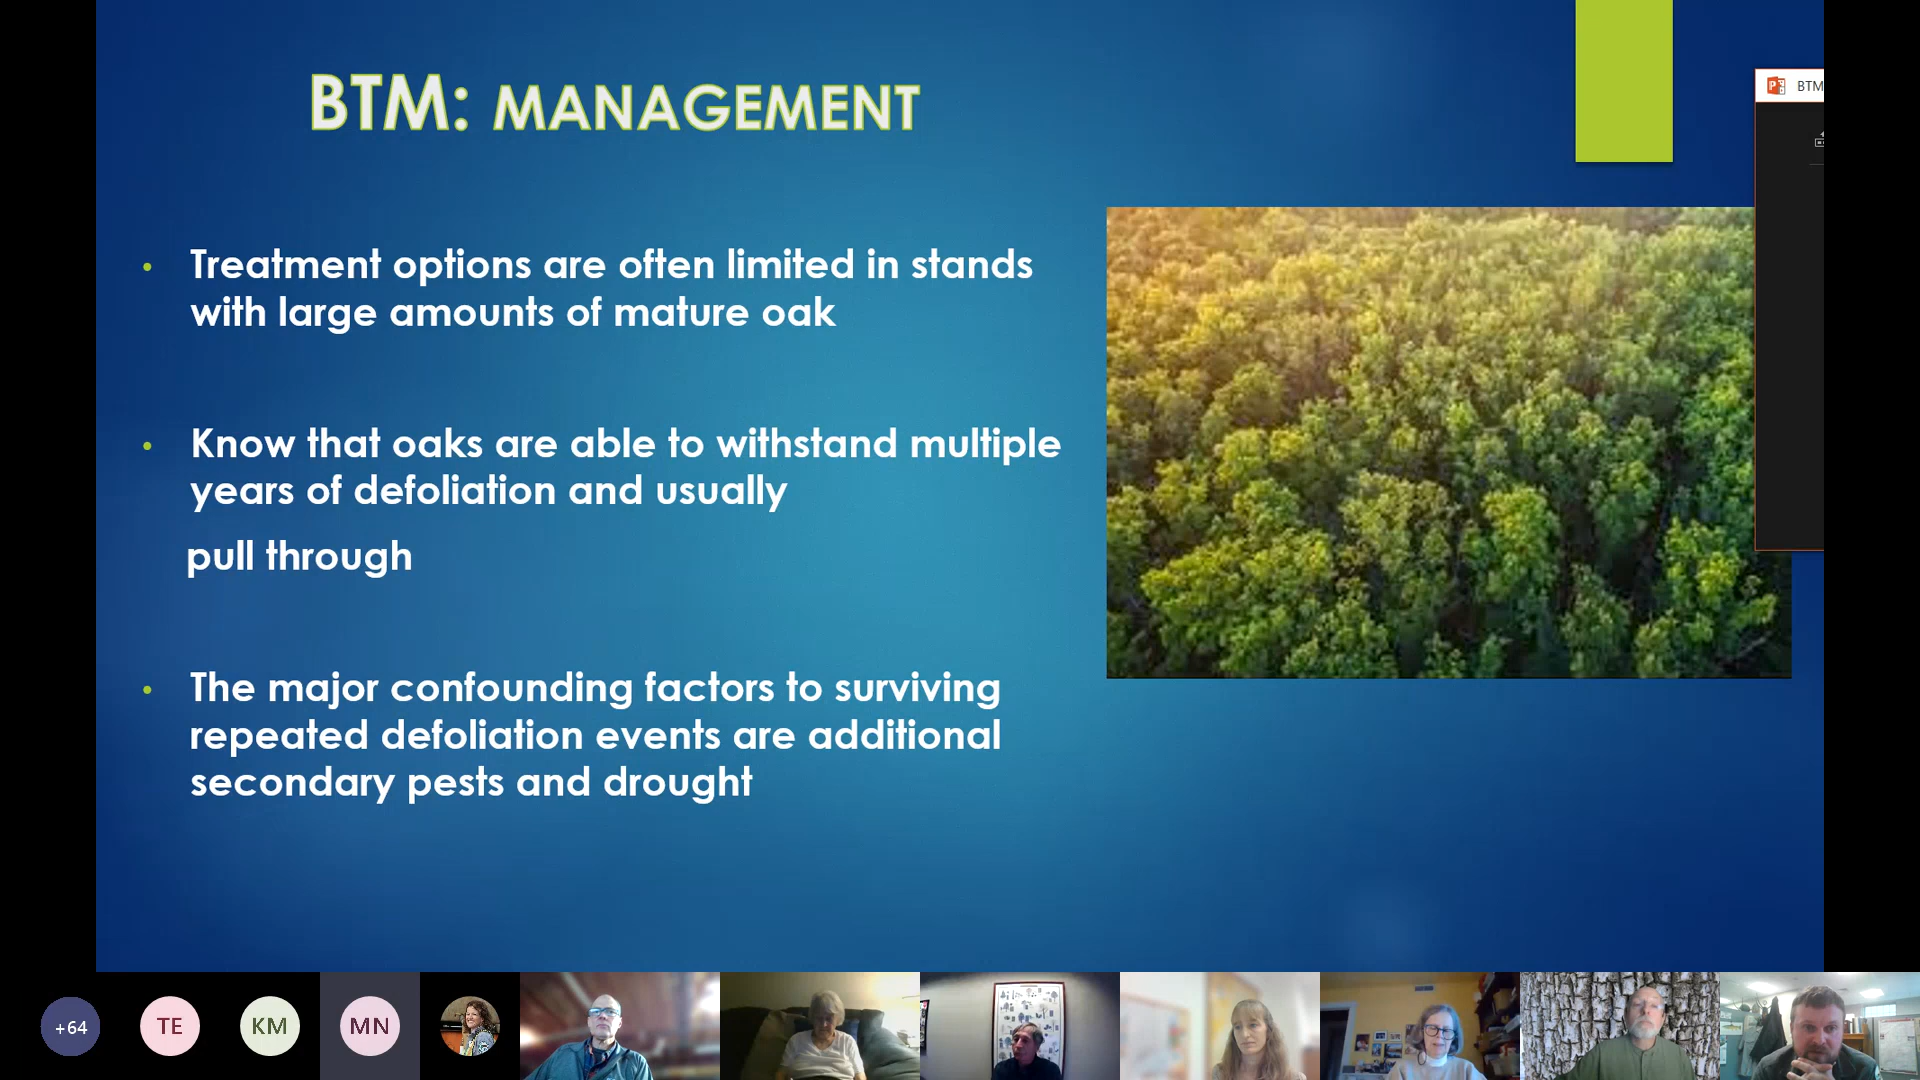 BTM: MANAGEMENT
BTM
• Treatment options are often limited in stands
with large amounts of mature oak
• Know that oaks are able to withstand multiple
years of defoliation and usually
pull through
• The major confounding factors to surviving
repeated defoliation events are additional
secondary pests and drought
+64
TE
KM
MN